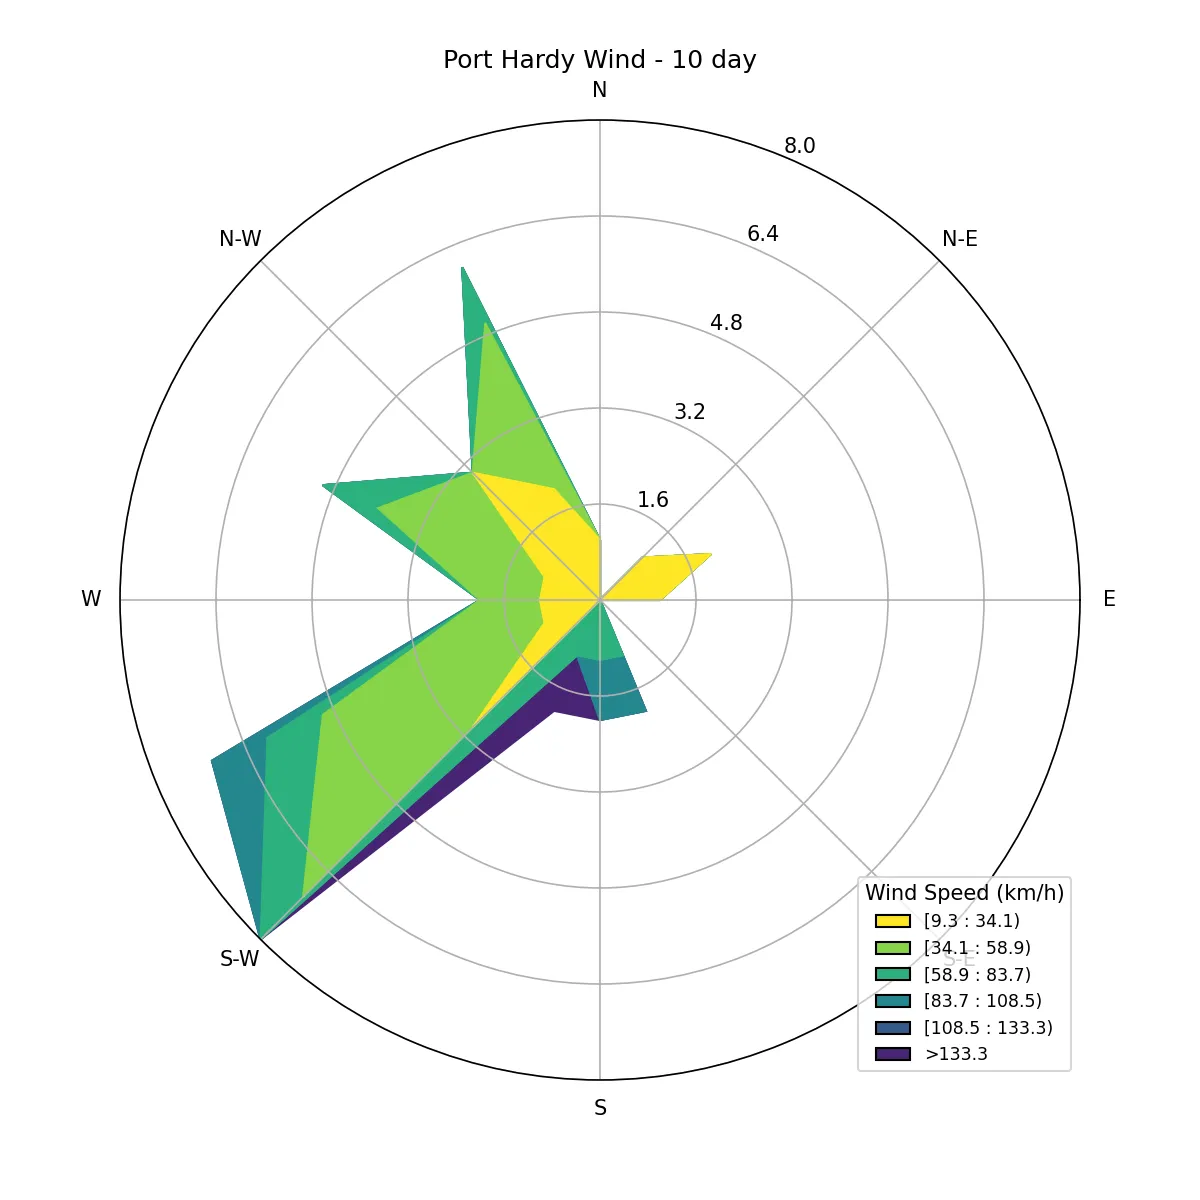 Port Hardy Wind - 10 day
N
8.0
N-W
6.4
N-E
4.8
3.2
1.6
W
E
S-W
S-E
S
Wind Speed (km/h)
[9.3 : 34.1)
[34.1 : 58.9)
[58.9 : 83.7)
[83.7 : 108.5)
[108.5 : 133.3)
>133.3